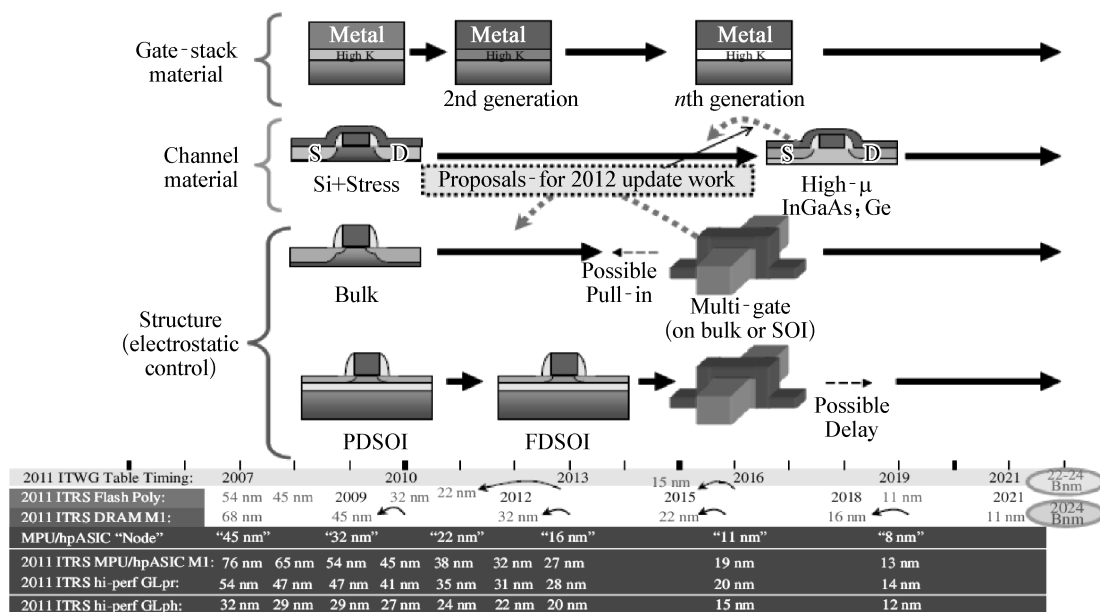 Metal
High K
Metal
High K
Metal
High K
Gate-stack
material
2nd generation
nth generation
Channel
material
S D
Si+Stress
Proposals-for 2012 update work
S D
High-μ
InGaAs;Ge
Structure
(electrostatic
control)
Bulk
Possible
Pull-in
Multi-gate
(on bulk or SOI)
PDSOI
FDSOI
Possible
Delay
2011 ITWG Table Timing: 2007 2010 2013 2016 2019 2021
2011 ITRS Flash Poly: 54 nm 45 nm 2009 32 nm 22 nm 2012 15 nm 2015 2018 11 nm 2021 22-24 Bnm
2011 ITRS DRAM M1: 68 nm 45 nm 32 nm 22 nm 16 nm 11 nm 2024 Bnm
MPU/hpASIC “Node” “45 nm” “32 nm” “22 nm” “16 nm” “11 nm” “8 nm”
2011 ITRS MPU/hpASIC M1: 76 nm 65 nm 54 nm 45 nm 38 nm 32 nm 27 nm 19 nm 13 nm
2011 ITRS hi-perf GLpr: 54 nm 47 nm 47 nm 41 nm 35 nm 31 nm 28 nm 20 nm 14 nm
2011 ITRS hi-perf GLph: 32 nm 29 nm 29 nm 27 nm 24 nm 22 nm 20 nm 15 nm 12 nm